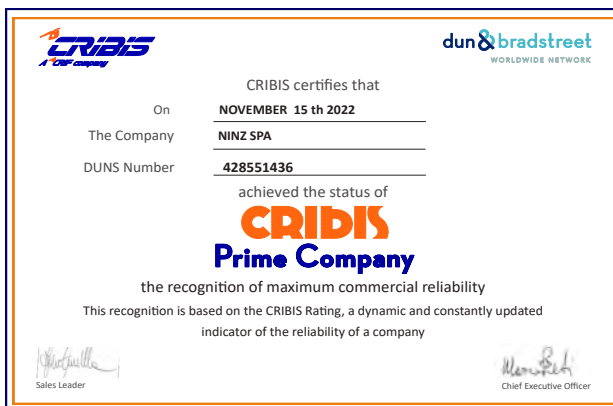 CRIBIS
A CRIF company
dun & bradstreet
WORLDWIDE NETWORK
CRIBIS certifies that
On NOVEMBER 15 th 2022
The Company NINZ SPA
DUNS Number 428551436
achieved the status of
CRIBIS
Prime Company
the recognition of maximum commercial reliability
This recognition is based on the CRIBIS Rating, a dynamic and constantly updated
indicator of the reliability of a company
Sales Leader Chief Executive Officer